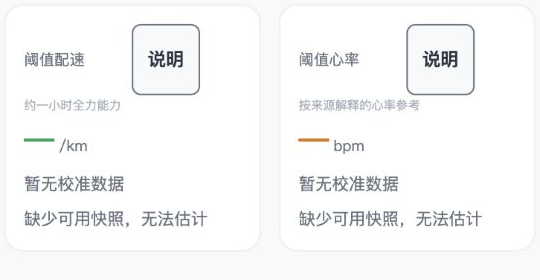 阈值配速 说明
约一小时全力能力
— /km
暂无校准数据
缺少可用快照，无法估计
阈值心率 说明
按来源解释的心率参考
— bpm
暂无校准数据
缺少可用快照，无法估计